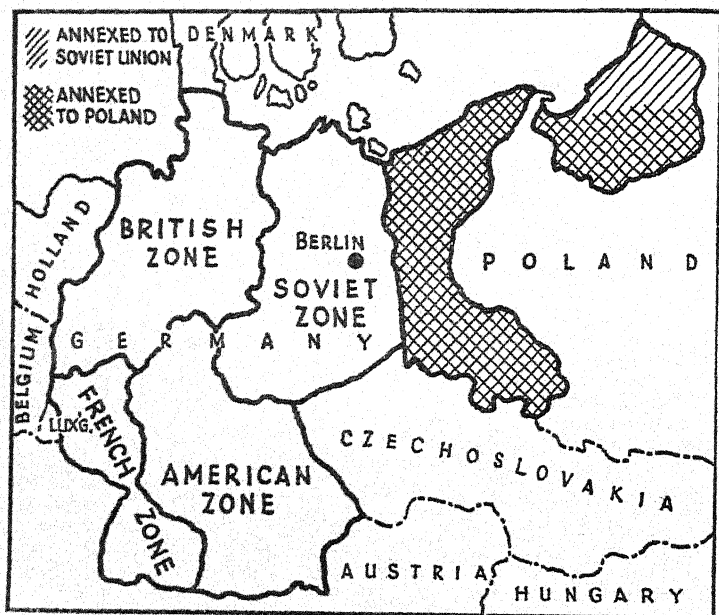 ANNEXED TO
SOVIET UNION
ANNEXED
TO POLAND
DENMARK
HOLLAND
BELGIUM
BRITISH
ZONE
BERLIN
SOVIET
ZONE
POLAND
GERMANY
LUX'G.
FRENCH
ZONE
AMERICAN
ZONE
CZECHOSLOVAKIA
AUSTRIA
HUNGARY